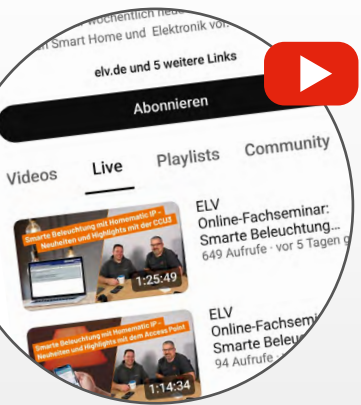 wöchentlich neue
Smart Home und Elektronik vor.
elv.de und 5 weitere Links
Abonnieren
Videos
Live
Playlists
Community
Smarte Beleuchtung mit Homematic IP –
Neuheiten und Highlights mit der CCU3
1:25:49
ELV
Online-Fachseminar:
Smarte Beleuchtung...
649 Aufrufe · vor 5 Tagen g
Smarte Beleuchtung mit Homematic IP –
Neuheiten und Highlights mit dem Access Point
1:14:34
ELV
Online-Fachsemi
Smarte Beleu
94 Aufrufe ·